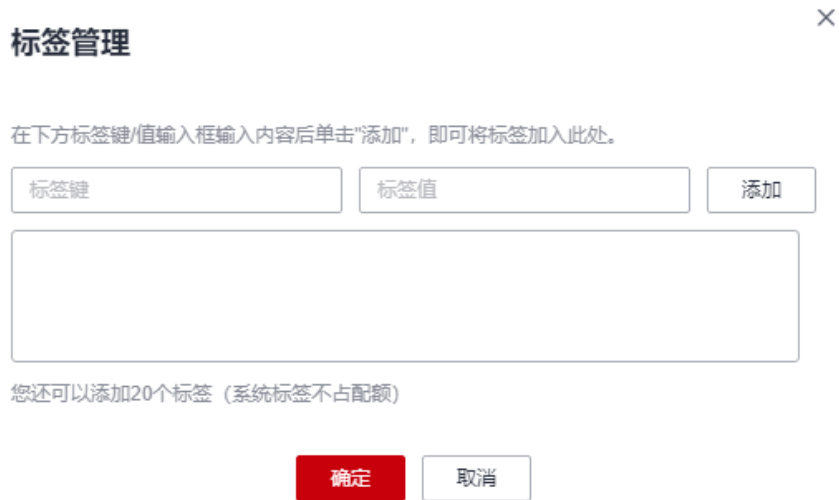 标签管理
在下方标签键/值输入框输入内容后单击"添加"，即可将标签加入此处。
标签键 标签值 添加
您还可以添加20个标签（系统标签不占配额）
确定 取消